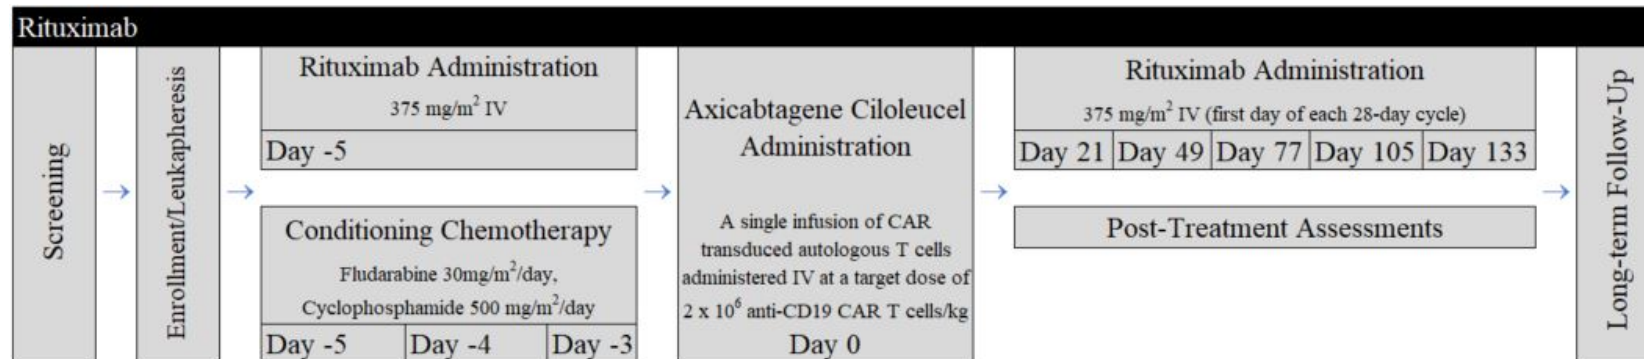 Rituximab
Screening
Enrollment/Leukapheresis
Rituximab Administration
375 mg/m² IV
Day -5
Conditioning Chemotherapy
Fludarabine 30mg/m²/day,
Cyclophosphamide 500 mg/m²/day
Day -5 Day -4 Day -3
Axicabtagene Ciloleucel
Administration
A single infusion of CAR
transduced autologous T cells
administered IV at a target dose of
2 x 10⁶ anti-CD19 CAR T cells/kg
Day 0
Rituximab Administration
375 mg/m² IV (first day of each 28-day cycle)
Day 21 Day 49 Day 77 Day 105 Day 133
Post-Treatment Assessments
Long-term Follow-Up